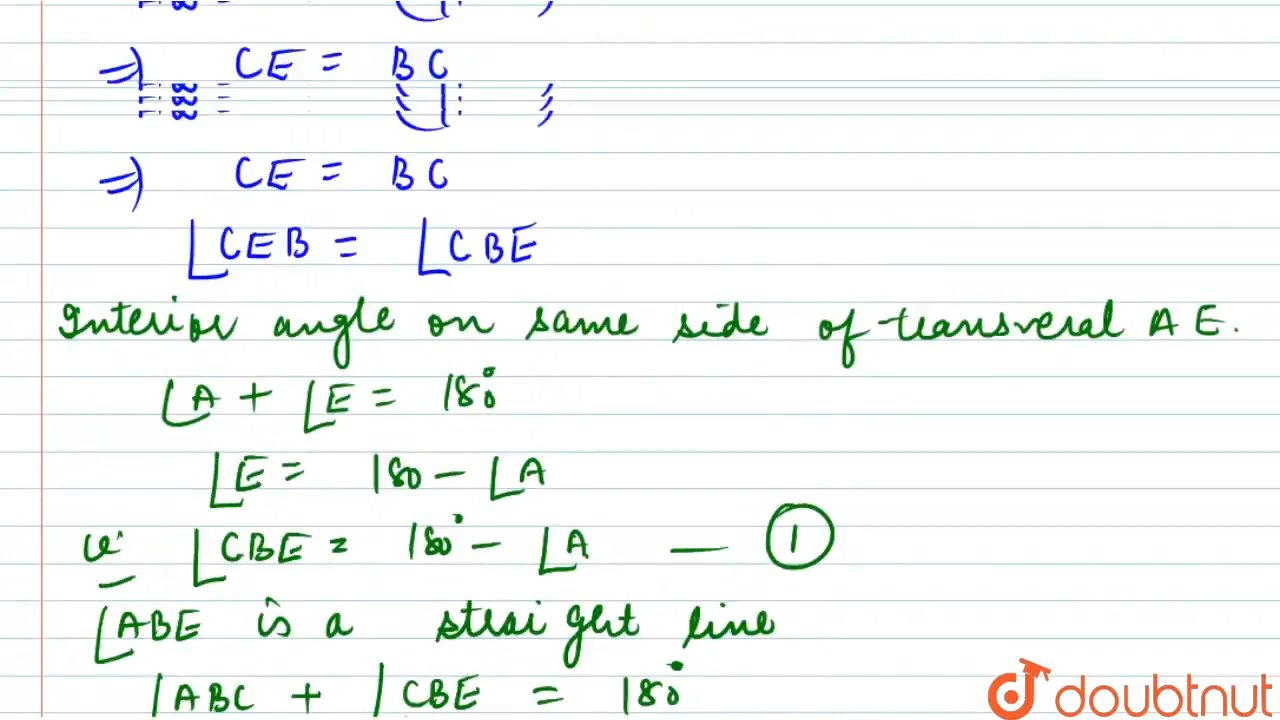 ⇒ CE = BC
⇒ CE = BC
∠CEB = ∠CBE
Interior angle on same side of transveral AE.
∠A + ∠E = 180°
∠E = 180 - ∠A
∠CBE = 180° - ∠A — ①
∠ABE is a straight line
∠ABC + ∠CBE = 180°
doubtnut